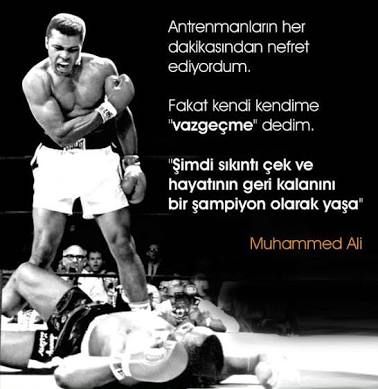 Antrenmanların her
dakikasından nefret
ediyordum.
Fakat kendi kendime
"vazgeçme" dedim.
"Şimdi sıkıntı çek ve
hayatının geri kalanını
bir şampiyon olarak yaşa"
Muhammed Ali